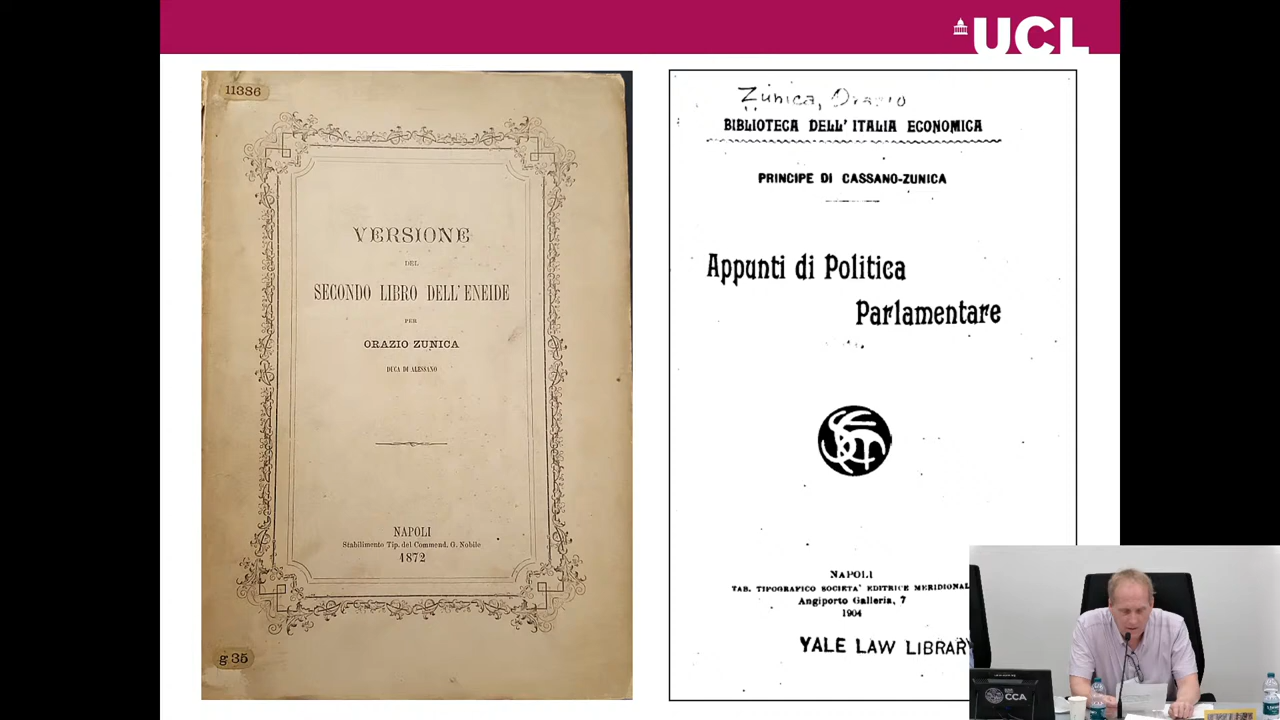 UCL
11386
VERSIONE
DEL
SECONDO LIBRO DELL'ENEIDE
PER
ORAZIO ZUNICA
DUCA DI ALESSANO
NAPOLI
Stabilimento Tip. del Commend. G. Nobile
1872
g 35
Zunica, Orazio
BIBLIOTECA DELL' ITALIA ECONOMICA
PRINCIPE DI CASSANO-ZUNICA
Appunti di Politica
Parlamentare
NAPOLI
TAB. TIPOGRAFICO SOCIETA' EDITRICE MERIDIONAL
Angiporto Galleria, 7
1904
YALE LAW LIBRARY
CCA